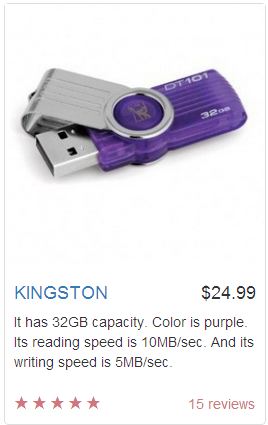 DT101
32GB
KINGSTON $24.99
It has 32GB capacity. Color is purple.
Its reading speed is 10MB/sec. And its
writing speed is 5MB/sec.
15 reviews